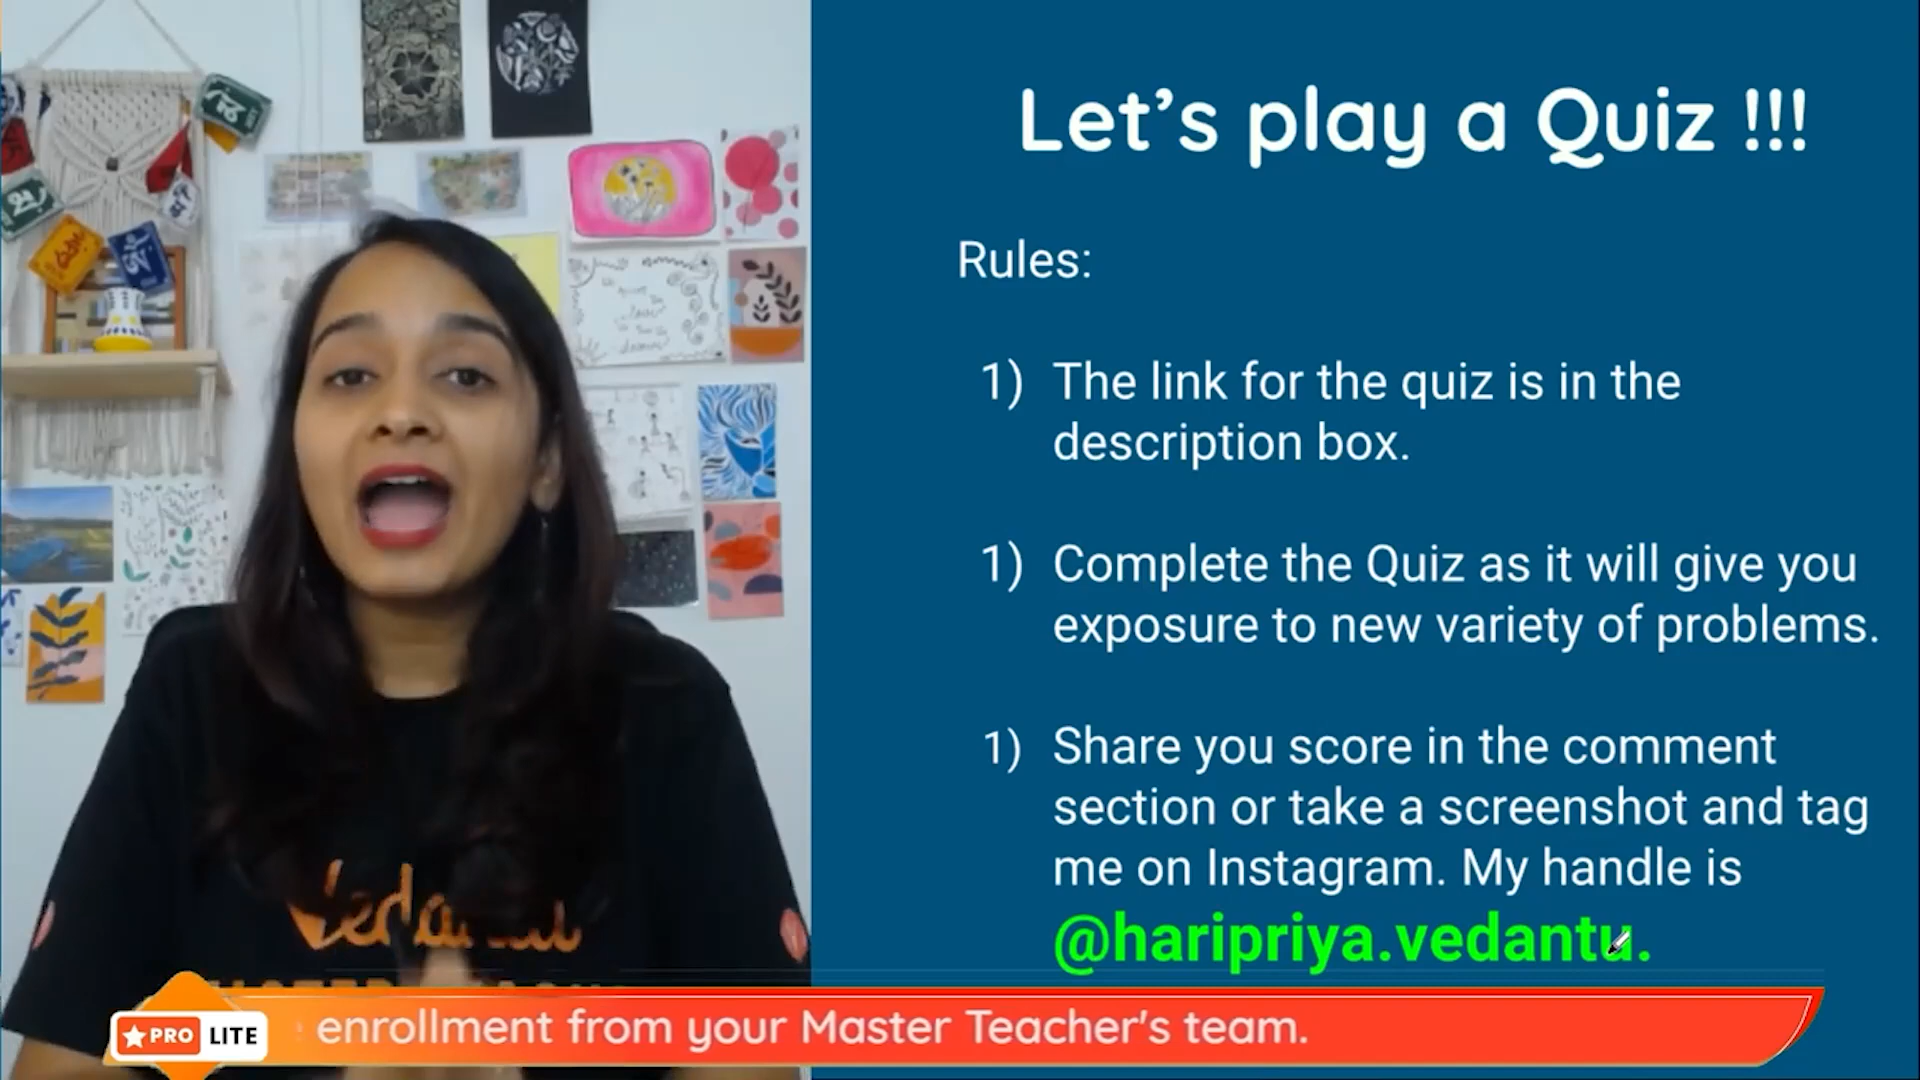 Let's play a Quiz !!!
Rules:
1) The link for the quiz is in the
description box.
1) Complete the Quiz as it will give you
exposure to new variety of problems.
1) Share you score in the comment
section or take a screenshot and tag
me on Instagram. My handle is
@haripriya.vedantu.
Vedantu
PRO LITE
enrollment from your Master Teacher's team.